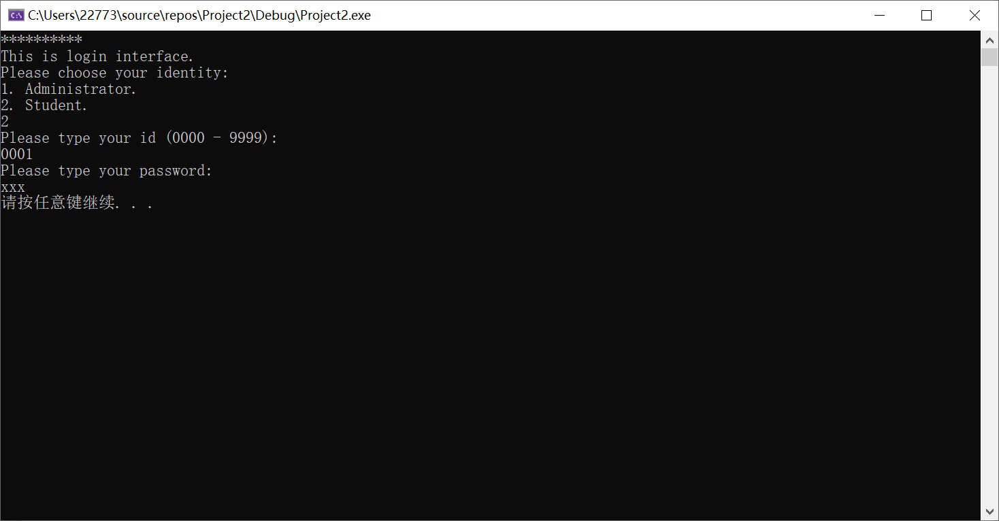 C:\Users\22773\source\repos\Project2\Debug\Project2.exe
**********
This is login interface.
Please choose your identity:
1. Administrator.
2. Student.
2
Please type your id (0000 - 9999):
0001
Please type your password:
xxx
请按任意键继续. . .